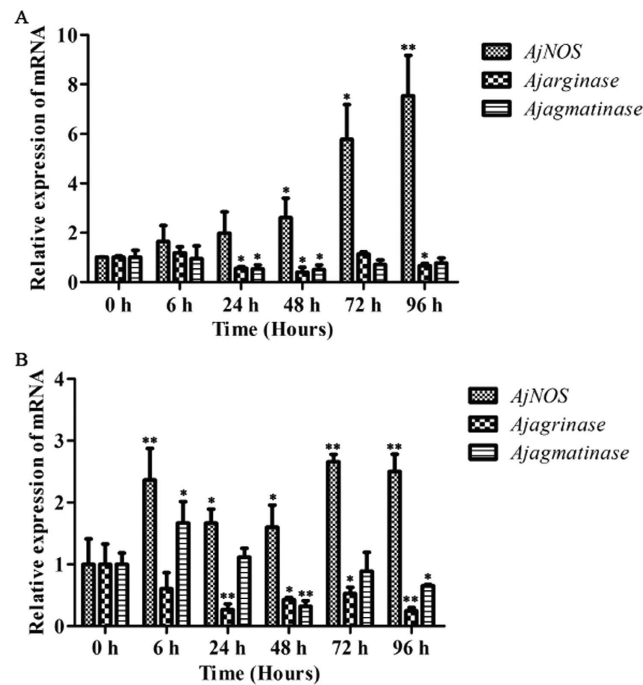 A
Relative expression of mRNA
10
8
6
4
2
0
** 
*
*
* *
* *
*
AjNOS
Ajarginase
Ajagmatinase
0 h 6 h 24 h 48 h 72 h 96 h
Time (Hours)
B
Relative expression of mRNA
4
3
2
1
0
** * * ** * * ** ** * ** ** *
AjNOS
Ajagrinase
Ajagmatinase
0 h 6 h 24 h 48 h 72 h 96 h
Time (Hours)